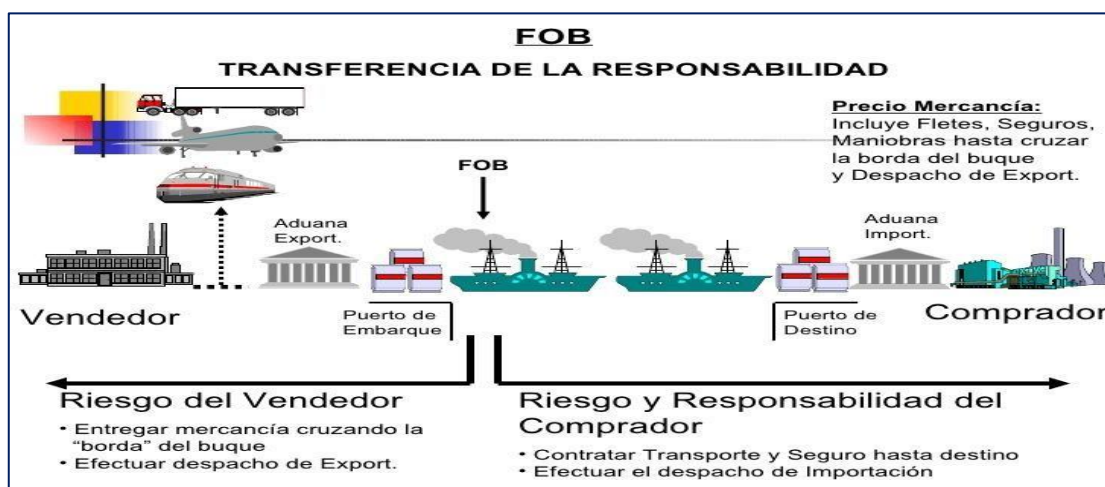 FOB
TRANSFERENCIA DE LA RESPONSABILIDAD
Precio Mercancía:
Incluye Fletes, Seguros,
Maniobras hasta cruzar
la borda del buque
y Despacho de Export.
FOB
Aduana
Export.
Aduana
Import.
Vendedor
Puerto de
Embarque
Puerto de
Destino
Comprador
Riesgo del Vendedor
• Entregar mercancía cruzando la
"borda" del buque
• Efectuar despacho de Export.
Riesgo y Responsabilidad del
Comprador
• Contratar Transporte y Seguro hasta destino
• Efectuar el despacho de Importación